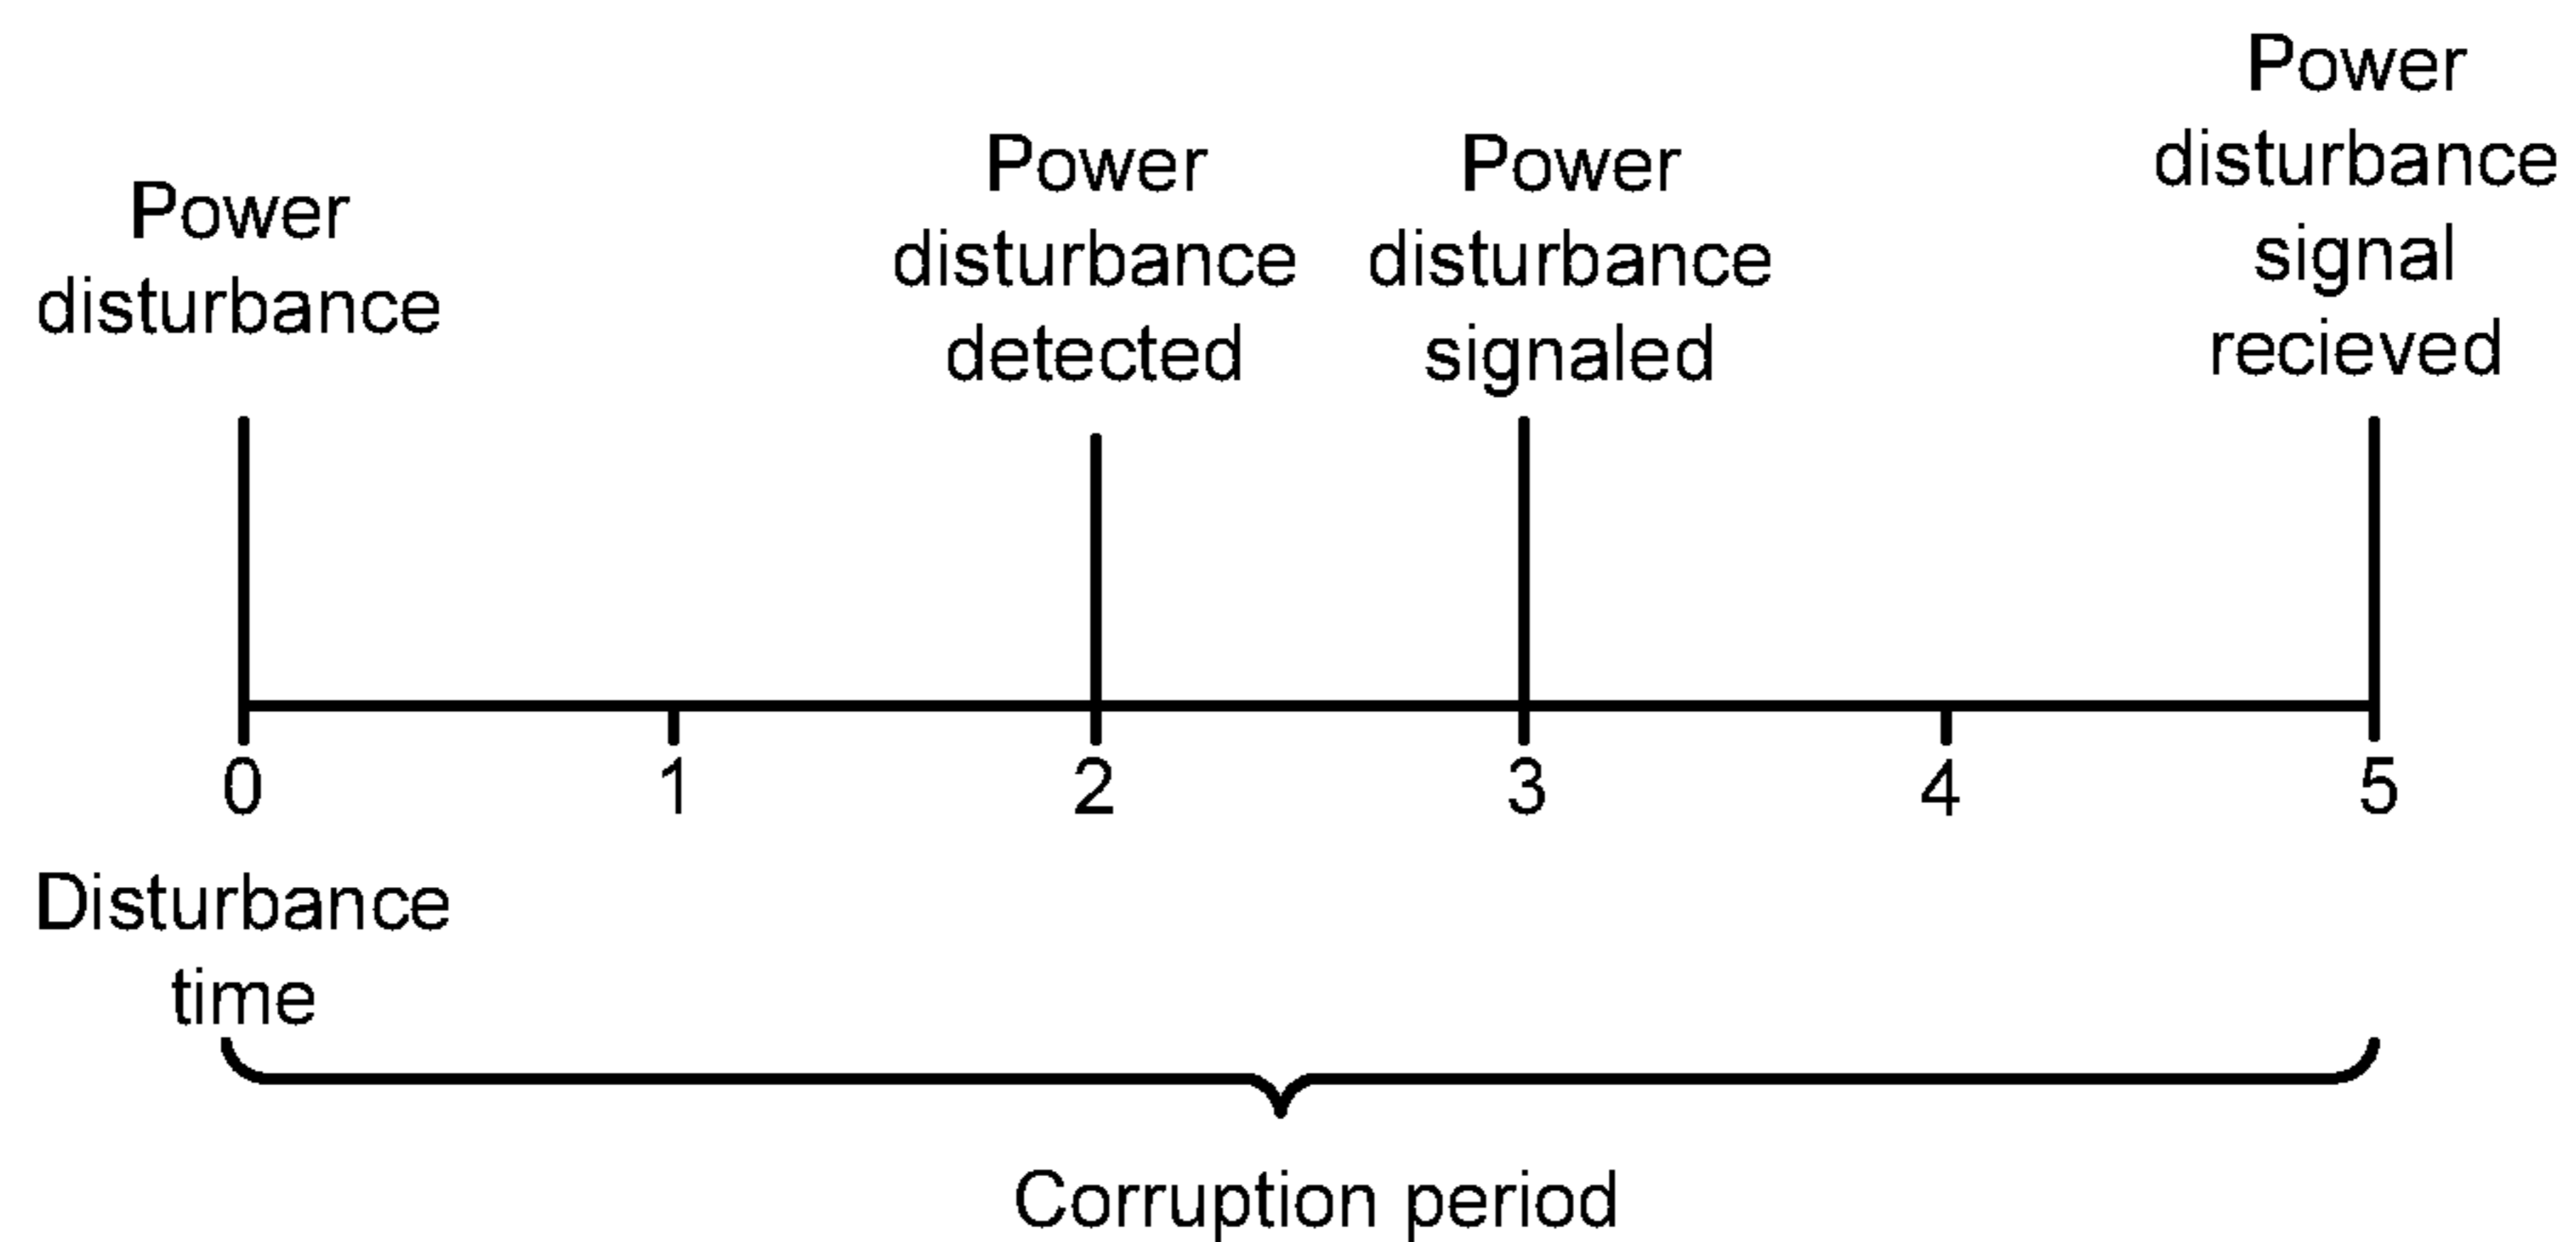 Power
disturbance
Power
disturbance
detected
Power
disturbance
signaled
Power
disturbance
signal
recieved
0
1
2
3
4
5
Disturbance
time
Corruption period